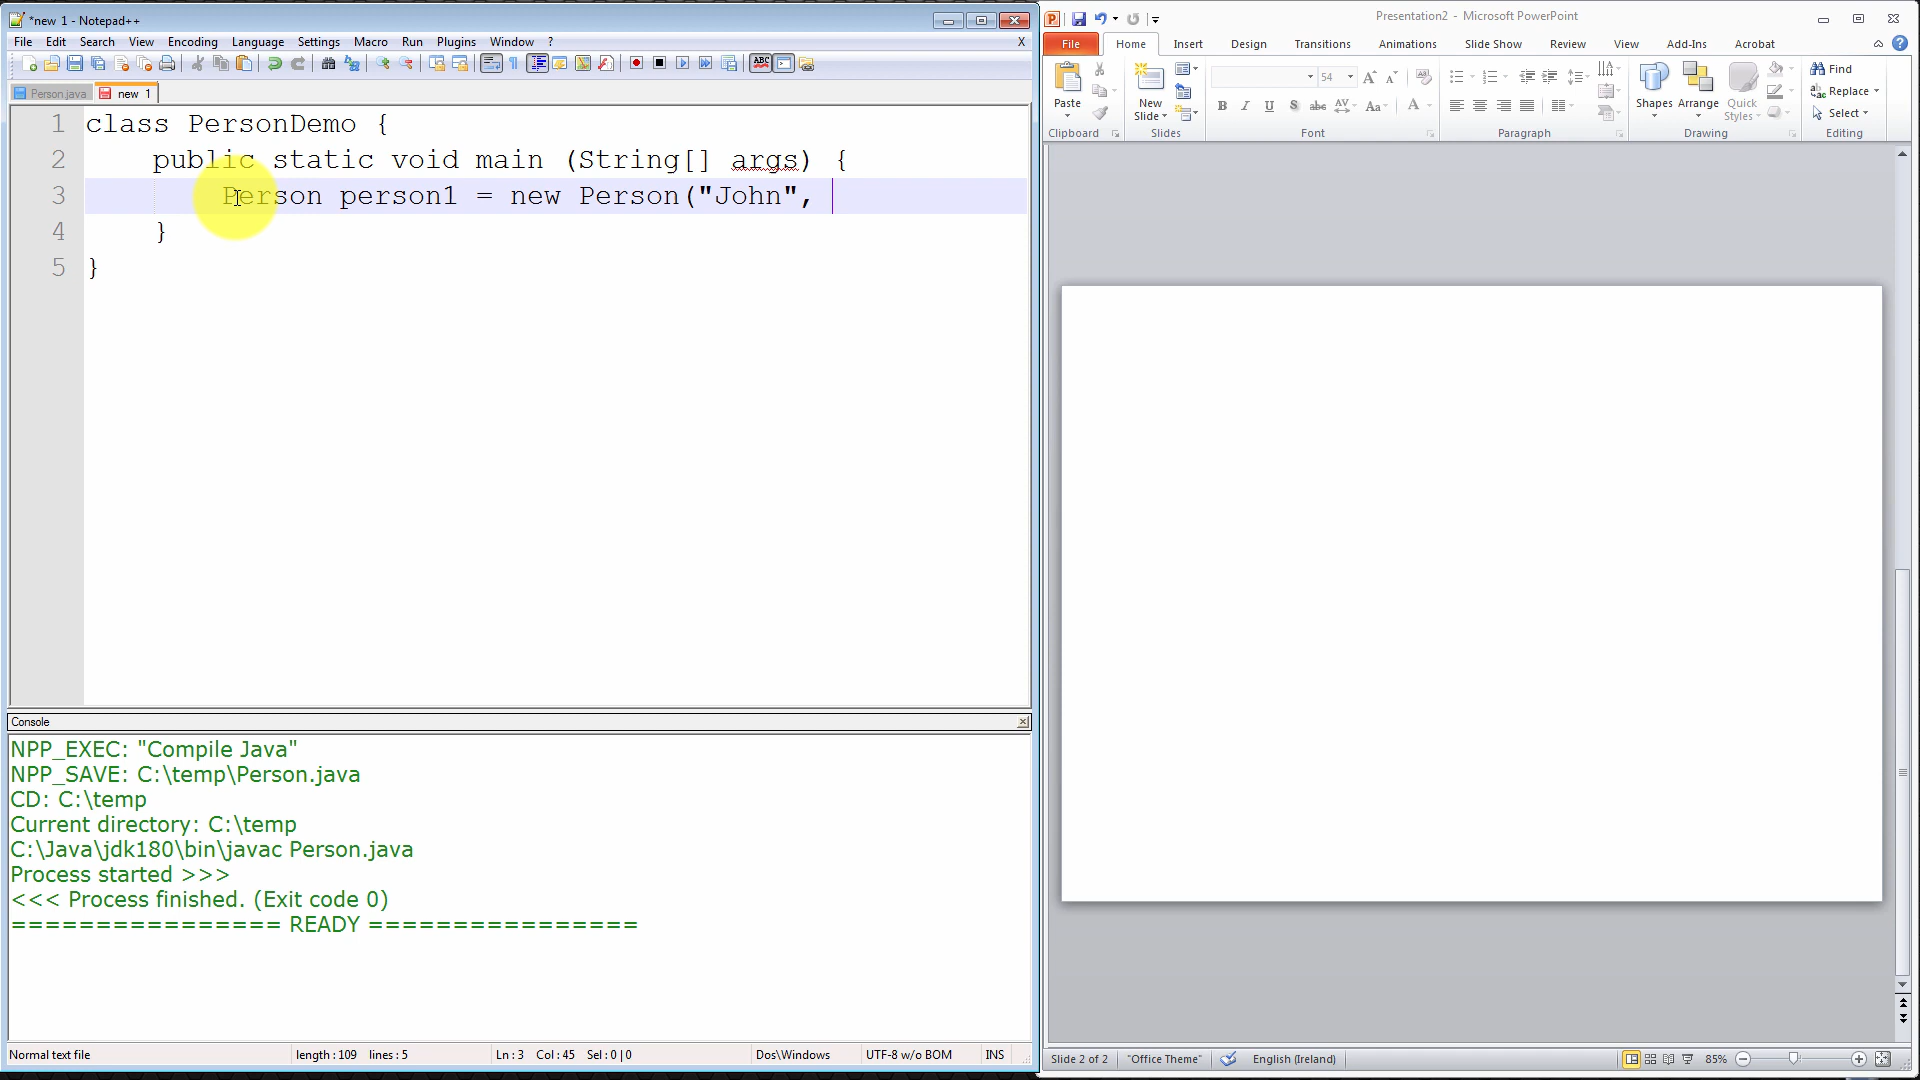 *new 1 - Notepad++
File Edit Search View Encoding Language Settings Macro Run Plugins Window ? X
Person.java new 1
1 class PersonDemo {
2 public static void main (String[] args) {
3 Person person1 = new Person("John",
4 }
5 }
Console
NPP_EXEC: "Compile Java"
NPP_SAVE: C:\temp\Person.java
CD: C:\temp
Current directory: C:\temp
C:\Java\jdk180\bin\javac Person.java
Process started >>>
<<< Process finished. (Exit code 0)
================ READY ================
Normal text file length : 109 lines : 5 Ln : 3 Col : 45 Sel : 0 | 0 Dos\Windows UTF-8 w/o BOM INS
Presentation2 - Microsoft PowerPoint
File Home Insert Design Transitions Animations Slide Show Review View Add-Ins Acrobat
Paste New Slide 54 Shapes Arrange Quick Styles Find Replace Select
Clipboard Slides Font Paragraph Drawing Editing
Slide 2 of 2 "Office Theme" English (Ireland) 85%